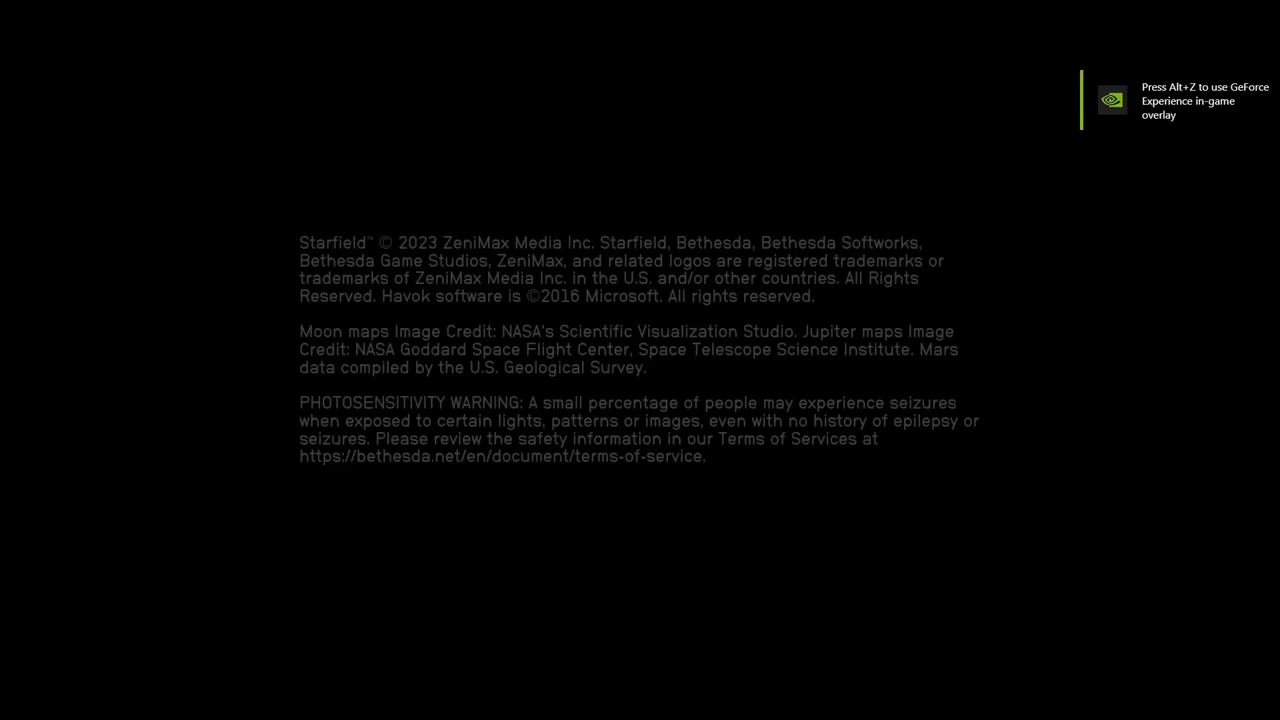 Press Alt+Z to use GeForce
Experience in-game
overlay
Starfield™ © 2023 ZeniMax Media Inc. Starfield, Bethesda, Bethesda Softworks,
Bethesda Game Studios, ZeniMax, and related logos are registered trademarks or
trademarks of ZeniMax Media Inc. in the U.S. and/or other countries. All Rights
Reserved. Havok software is ©2016 Microsoft. All rights reserved.
Moon maps Image Credit: NASA's Scientific Visualization Studio. Jupiter maps Image
Credit: NASA Goddard Space Flight Center, Space Telescope Science Institute. Mars
data compiled by the U.S. Geological Survey.
PHOTOSENSITIVITY WARNING: A small percentage of people may experience seizures
when exposed to certain lights, patterns or images, even with no history of epilepsy or
seizures. Please review the safety information in our Terms of Services at
https://bethesda.net/en/document/terms-of-service.